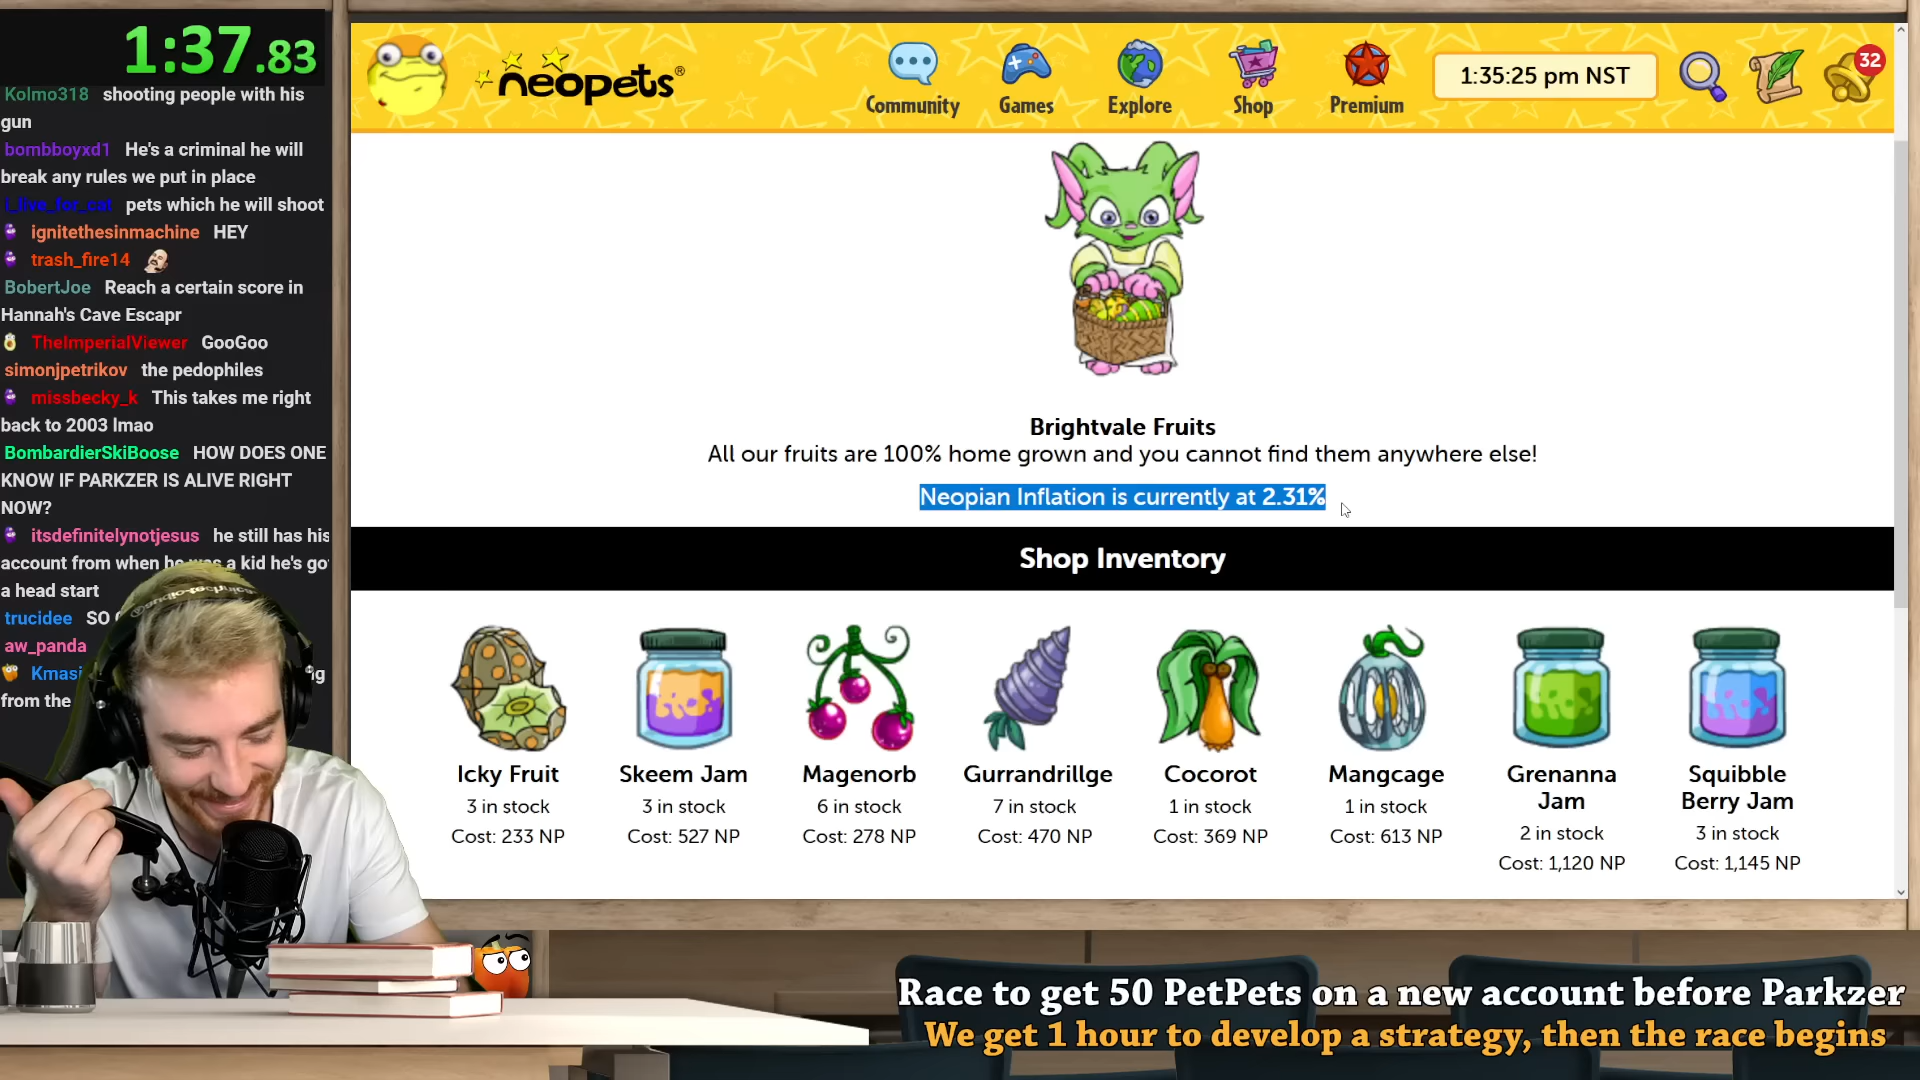 1:37.83
Kolmo318 shooting people with his
gun
bombboyxd1 He's a criminal he will
break any rules we put in place
i_live_for_cat pets which he will shoot
ignitethesinmachine HEY
trash_fire14
BobertJoe Reach a certain score in
Hannah's Cave Escapr
TheImperialViewer GooGoo
simonjpetrikov the pedophiles
missbecky_k This takes me right
back to 2003 lmao
BombardierSkiBoose HOW DOES ONE
KNOW IF PARKZER IS ALIVE RIGHT
NOW?
itsdefinitelynotjesus he still has his
account from when he was a kid he's go
a head start
trucidee SO
aw_panda
Kmasi
from the
neopets®
Community
Games
Explore
Shop
Premium
1:35:25 pm NST
32
Brightvale Fruits
All our fruits are 100% home grown and you cannot find them anywhere else!
Neopian Inflation is currently at 2.31%
Shop Inventory
Icky Fruit
3 in stock
Cost: 233 NP
Skeem Jam
3 in stock
Cost: 527 NP
Magenorb
6 in stock
Cost: 278 NP
Gurrandrillge
7 in stock
Cost: 470 NP
Cocorot
1 in stock
Cost: 369 NP
Mangcage
1 in stock
Cost: 613 NP
Grenanna
Jam
2 in stock
Cost: 1,120 NP
Squibble
Berry Jam
3 in stock
Cost: 1,145 NP
Race to get 50 PetPets on a new account before Parkzer
We get 1 hour to develop a strategy, then the race begins